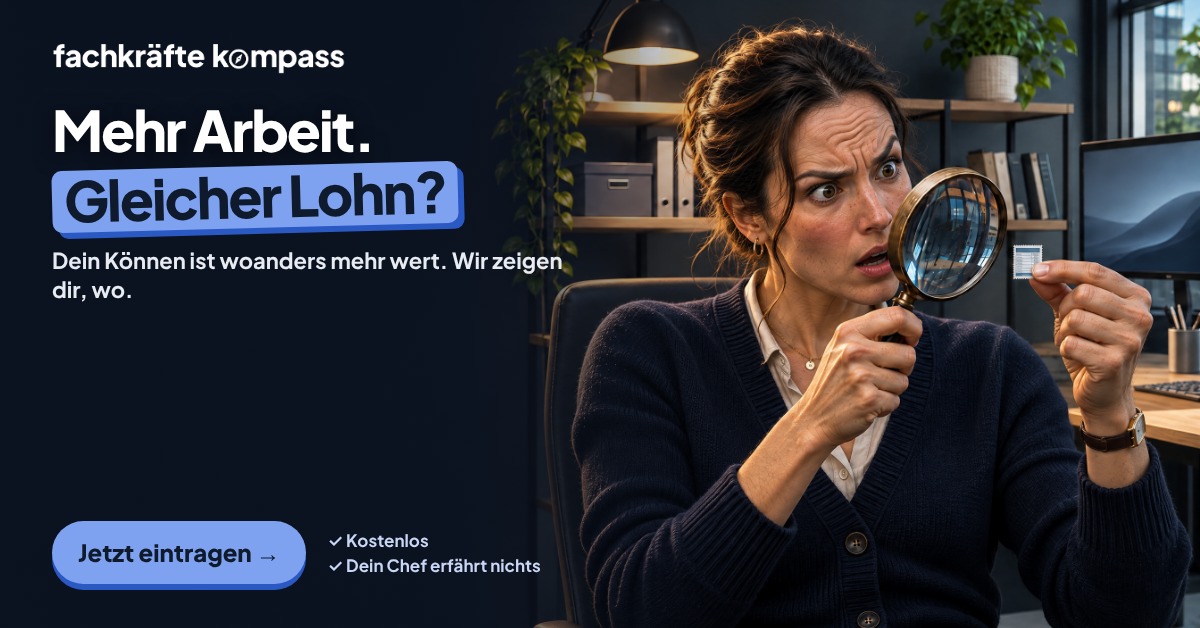 fachkräfte kompass
Mehr Arbeit.
Gleicher Lohn?
Dein Können ist woanders mehr wert. Wir zeigen
dir, wo.
Jetzt eintragen →
✓ Kostenlos
✓ Dein Chef erfährt nichts